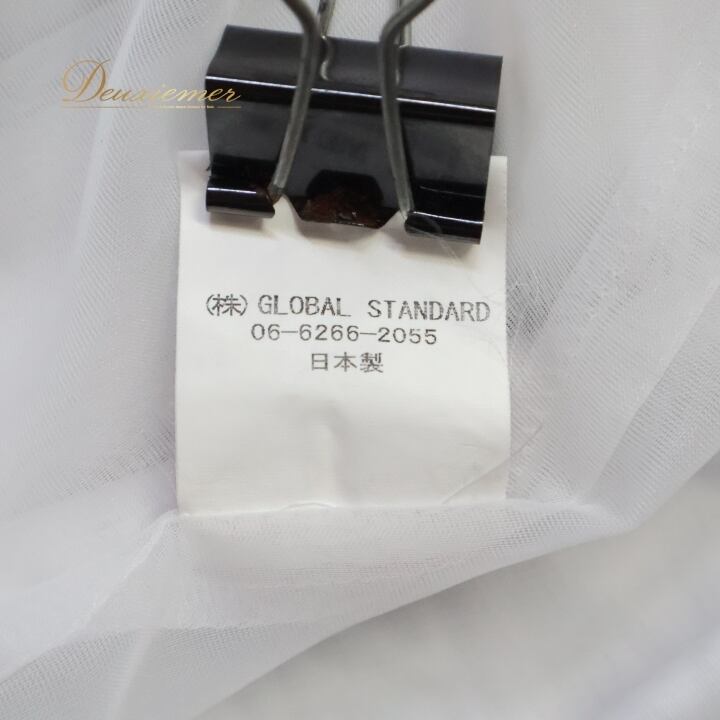 Deuxiemer
(株) GLOBAL STANDARD
06-6266-2055
日本製